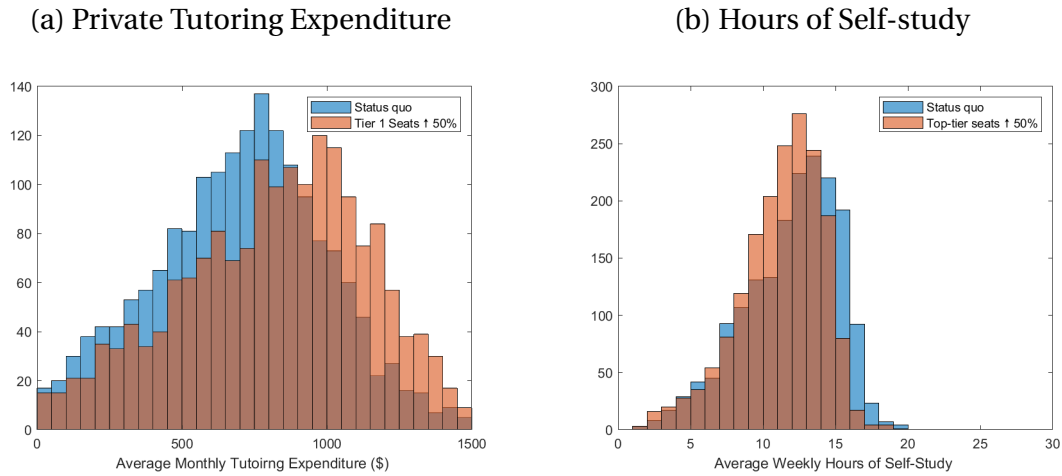 (a) Private Tutoring Expenditure
140
120
100
80
60
40
20
0
0 500 1000 1500
Status quo
Tier 1 Seats ↑ 50%
Average Monthly Tutoirng Expenditure ($)
(b) Hours of Self-study
300
250
200
150
100
50
0
0 5 10 15 20 25 30
Status quo
Top-tier seats ↑ 50%
Average Weekly Hours of Self-Study